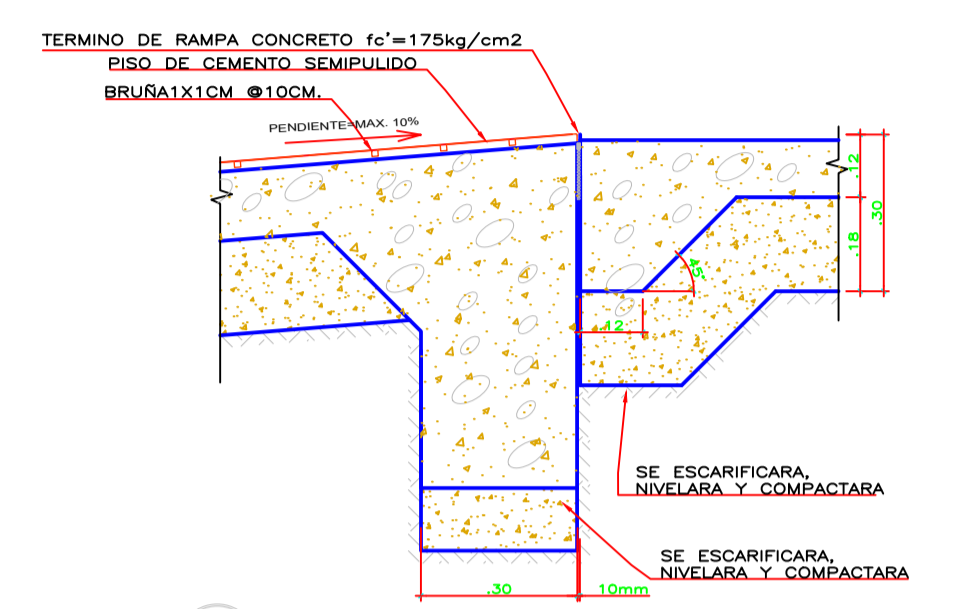 TERMINO DE RAMPA CONCRETO fc'=175kg/cm2
PISO DE CEMENTO SEMIPULIDO
BRUÑA1X1CM @10CM.
PENDIENTE=MAX. 10%
.12
.30
.18
45°
.12
SE ESCARIFICARA,
NIVELARA Y COMPACTARA
SE ESCARIFICARA,
NIVELARA Y COMPACTARA
.30
10mm